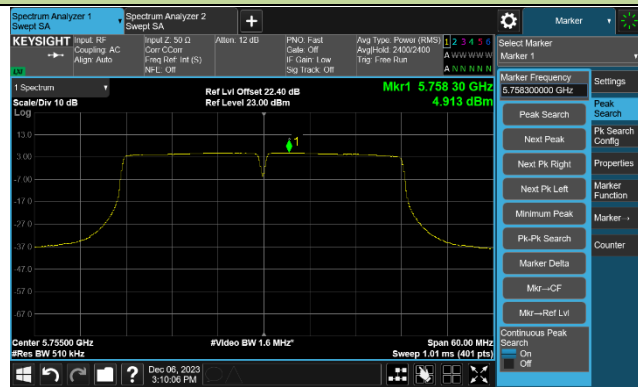 Spectrum Analyzer 1
Swept SA
Spectrum Analyzer 2
Swept SA
Marker
KEYSIGHT
Input: RF
Coupling: AC
Align: Auto
Input Z: 50 Ω
Corr CCorr
Freq Ref: Int (S)
NFE: Off
Atten: 12 dB
PNO: Fast
Gate: Off
IF Gain: Low
Sig Track: Off
Avg Type: Power (RMS)
Avg|Hold: 2400/2400
Trig: Free Run
1 2 3 4 5 6
A W W W W W
A N N N N N
Select Marker
Marker 1
LXI
1 Spectrum
Scale/Div 10 dB
Log
Ref Lvl Offset 22.40 dB
Ref Level 23.00 dBm
Mkr1 5.758 30 GHz
4.913 dBm
13.0
3.00
-7.00
-17.0
-27.0
-37.0
-47.0
-57.0
-67.0
1
Center 5.75500 GHz
#Res BW 510 kHz
#Video BW 1.6 MHz*
Span 60.00 MHz
Sweep 1.01 ms (401 pts)
Marker Frequency
5.758300000 GHz
Peak Search
Next Peak
Next Pk Right
Next Pk Left
Minimum Peak
Pk-Pk Search
Marker Delta
Mkr→CF
Mkr→Ref Lvl
Continuous Peak
Search
On
Off
Settings
Peak
Search
Pk Search
Config
Properties
Marker
Function
Marker→
Counter
?
Dec 06, 2023
3:10:06 PM